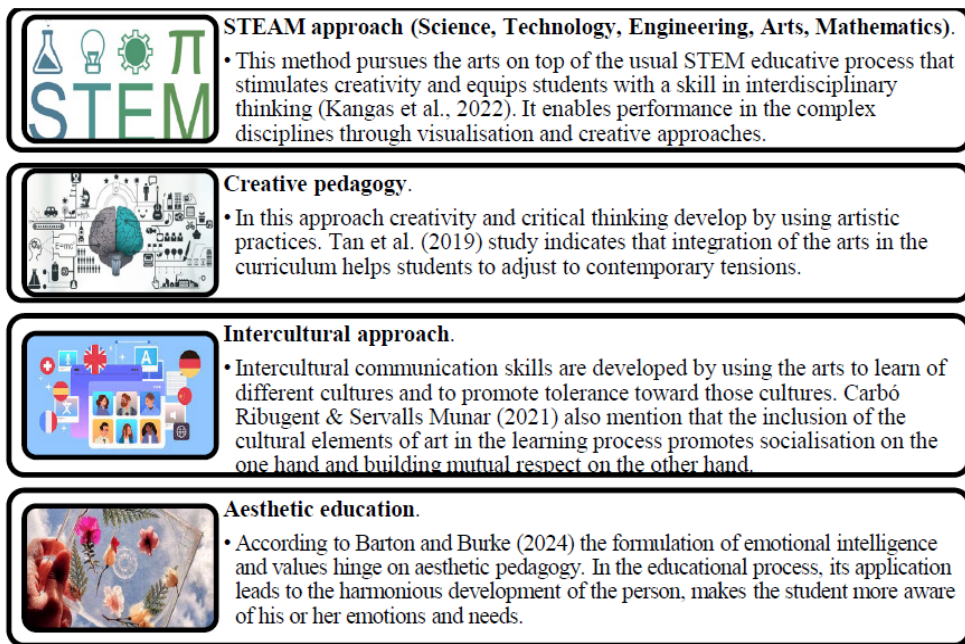 STEAM approach (Science, Technology, Engineering, Arts, Mathematics).
π
STEM
• This method pursues the arts on top of the usual STEM educative process that
stimulates creativity and equips students with a skill in interdisciplinary
thinking (Kangas et al., 2022). It enables performance in the complex
disciplines through visualisation and creative approaches.
Creative pedagogy.
E=mc²
• In this approach creativity and critical thinking develop by using artistic
practices. Tan et al. (2019) study indicates that integration of the arts in the
curriculum helps students to adjust to contemporary tensions.
Intercultural approach.
A
• Intercultural communication skills are developed by using the arts to learn of
different cultures and to promote tolerance toward those cultures. Carbó
Ribugent & Servalls Munar (2021) also mention that the inclusion of the
cultural elements of art in the learning process promotes socialisation on the
one hand and building mutual respect on the other hand.
Aesthetic education.
• According to Barton and Burke (2024) the formulation of emotional intelligence
and values hinge on aesthetic pedagogy. In the educational process, its application
leads to the harmonious development of the person, makes the student more aware
of his or her emotions and needs.